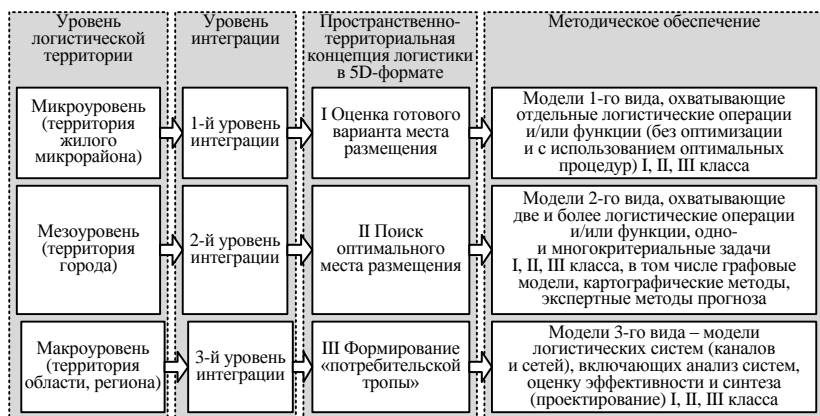 Уровень
логистической
территории
Уровень
интеграции
Пространственно-
территориальная
концепция логистики
в 5D-формате
Методическое обеспечение
Микроуровень
(территория
жилого
микрорайона)
1-й уровень
интеграции
I Оценка готового
варианта места
размещения
Модели 1-го вида, охватывающие
отдельные логистические операции
и/или функции (без оптимизации
и с использованием оптимальных
процедур) I, II, III класса
Мезоуровень
(территория
города)
2-й уровень
интеграции
II Поиск
оптимального
места размещения
Модели 2-го вида, охватывающие
две и более логистические операции
и/или функции, одно-
и многокритериальные задачи
I, II, III класса, в том числе графовые
модели, картографические методы,
экспертные методы прогноза
Макроуровень
(территория
области, региона)
3-й уровень
интеграции
III Формирование
«потребительской
тропы»
Модели 3-го вида – модели
логистических систем (каналов
и сетей), включающих анализ систем,
оценку эффективности и синтеза
(проектирование) I, II, III класса